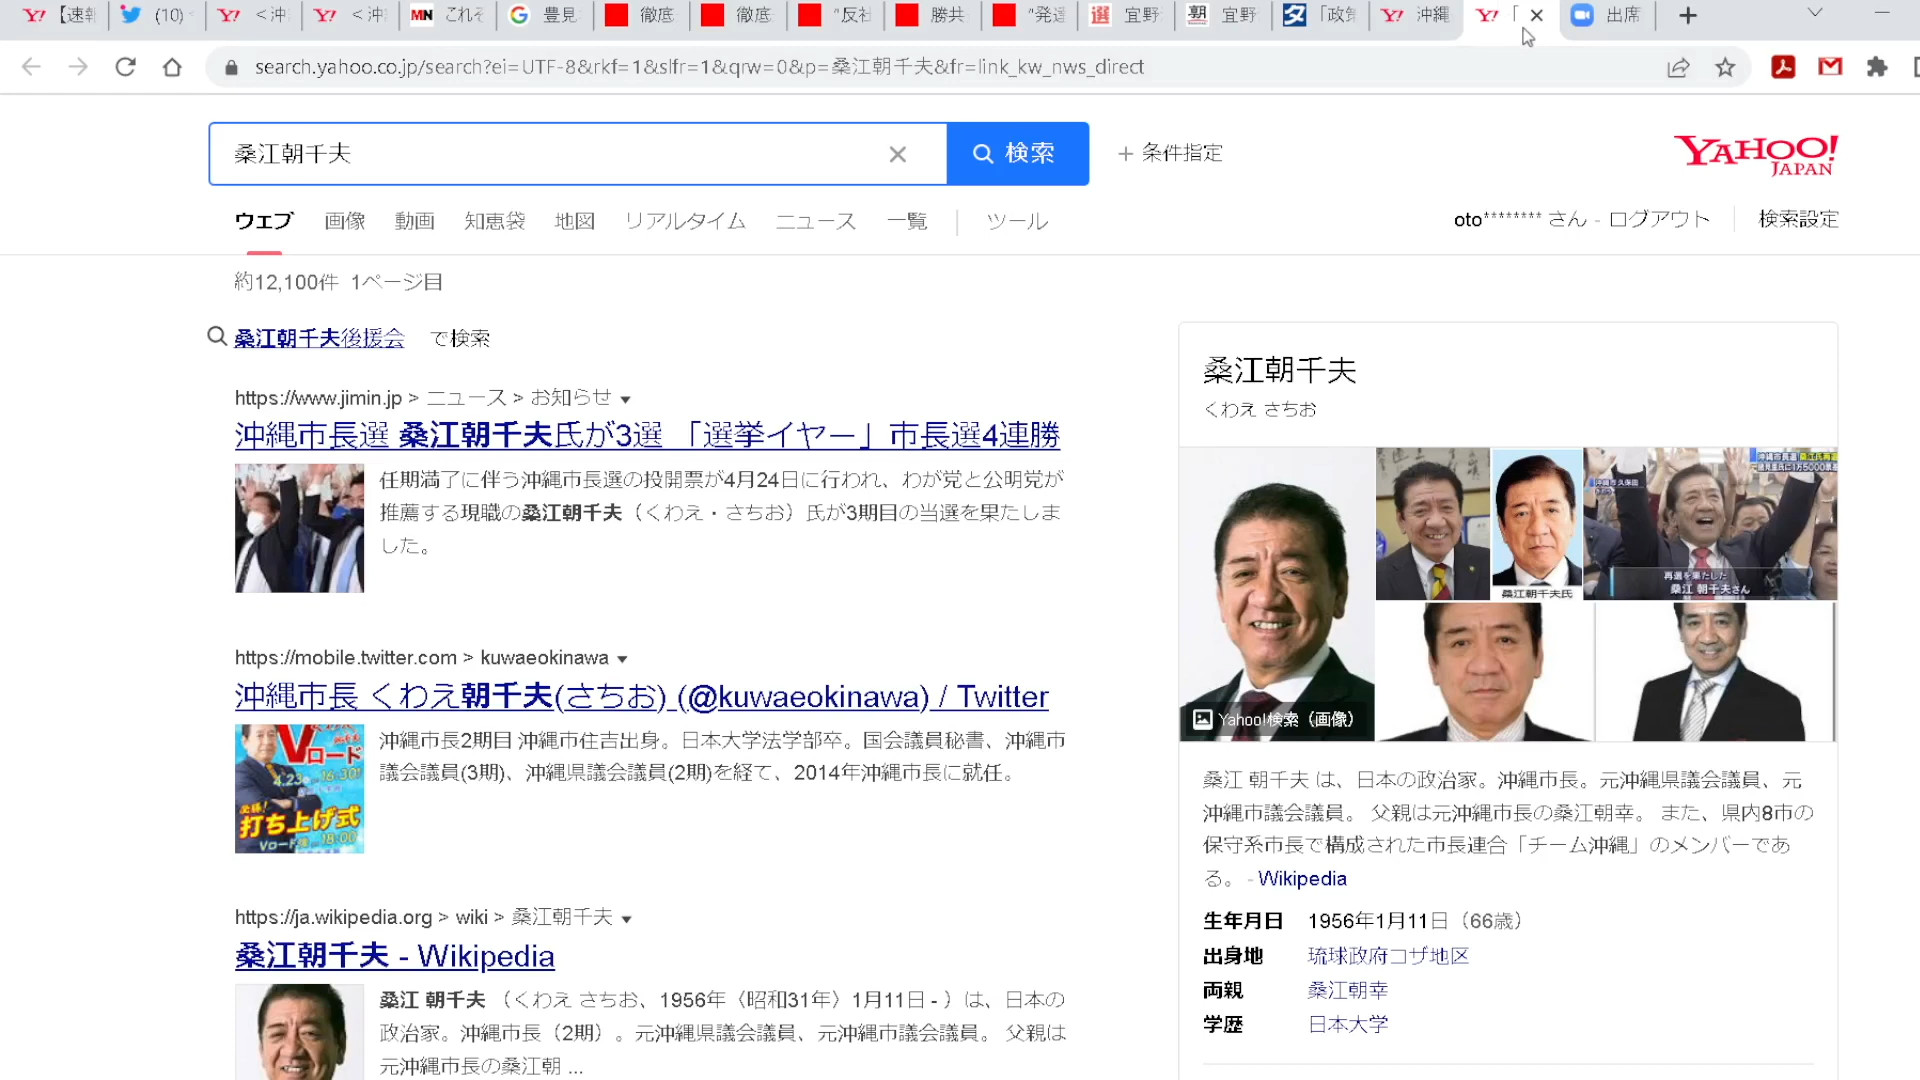 【速報
(10)
<沖
<沖
MN これそ
豊見
徹底
徹底
"反社
勝共
"発達
選 宜野
朝 宜野
タ 「政策
沖縄
「
出席
search.yahoo.co.jp/search?ei=UTF-8&rkf=1&slfr=1&qrw=0&p=桑江朝千夫&fr=link_kw_nws_direct
桑江朝千夫
検索
+ 条件指定
YAHOO!
JAPAN
ウェブ 画像 動画 知恵袋 地図 リアルタイム ニュース 一覧 ツール
oto******** さん - ログアウト 検索設定
約12,100件 1ページ目
桑江朝千夫後援会 で検索
https://www.jimin.jp > ニュース > お知らせ
沖縄市長選 桑江朝千夫氏が3選 「選挙イヤー」市長選4連勝
任期満了に伴う沖縄市長選の投開票が4月24日に行われ、わが党と公明党が
推薦する現職の桑江朝千夫（くわえ・さちお）氏が3期目の当選を果たしま
した。
https://mobile.twitter.com > kuwaeokinawa
沖縄市長 くわえ朝千夫(さちお) (@kuwaeokinawa) / Twitter
沖縄市長2期目 沖縄市住吉出身。日本大学法学部卒。国会議員秘書、沖縄市
議会議員(3期)、沖縄県議会議員(2期)を経て、2014年沖縄市長に就任。
Vロード
4.23
16:30!
必勝!
打ち上げ式
18:00
https://ja.wikipedia.org > wiki > 桑江朝千夫
桑江朝千夫 - Wikipedia
桑江 朝千夫 （くわえ さちお、1956年〈昭和31年〉1月11日 - ）は、日本の
政治家。沖縄市長（2期）。元沖縄県議会議員、元沖縄市議会議員。 父親は
元沖縄市長の桑江朝 ...
桑江朝千夫
くわえ さちお
桑江朝千夫氏
再選を果たした
桑江 朝千夫さん
Yahoo!検索（画像）
桑江 朝千夫 は、日本の政治家。沖縄市長。元沖縄県議会議員、元
沖縄市議会議員。 父親は元沖縄市長の桑江朝幸。 また、県内8市の
保守系市長で構成された市長連合「チーム沖縄」のメンバーであ
る。 - Wikipedia
生年月日 1956年1月11日（66歳）
出身地 琉球政府コザ地区
両親 桑江朝幸
学歴 日本大学